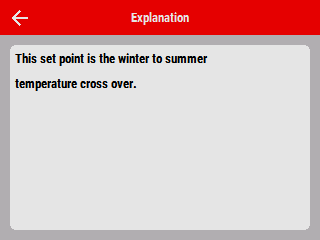 Explanation
This set point is the winter to summer
temperature cross over.